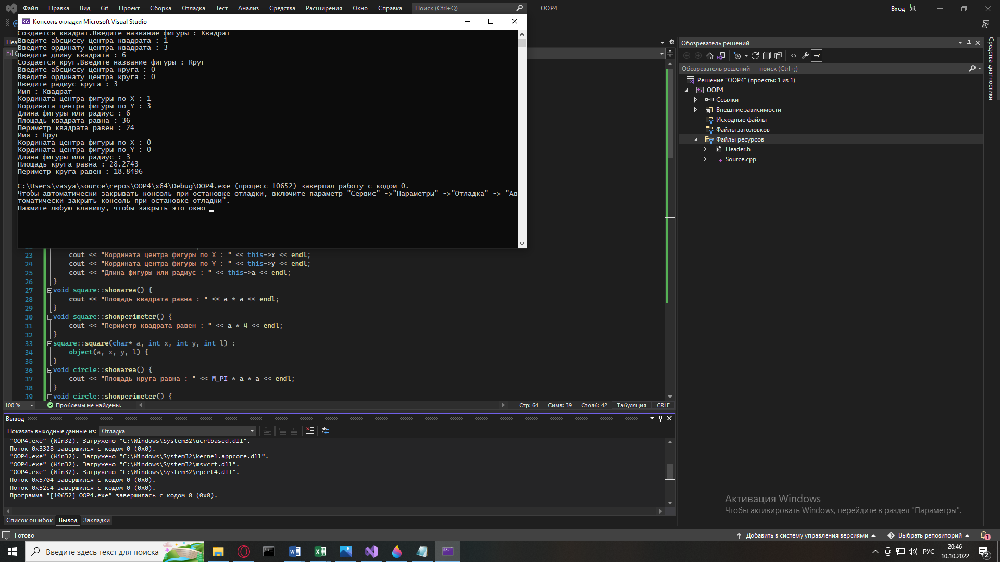 Файл Правка Вид Git Проект Сборка Отладка Тест Анализ Средства Расширения Окно Справка Поиск (Ctrl+Q) OOP4 Вход
Консоль отладки Microsoft Visual Studio
Создается квадрат.Введите название фигуры : Квадрат
Введите абсциссу центра квадрата : 1
Введите ординату центра квадрата : 3
Введите длину квадрата : 6
Создается круг.Введите название фигуры : Круг
Введите абсциссу центра круга : 0
Введите ординату центра круга : 0
Введите радиус круга : 3
Имя : Квадрат
Координата центра фигуры по X : 1
Координата центра фигуры по Y : 3
Длина фигуры или радиус : 6
Площадь квадрата равна : 36
Периметр квадрата равен : 24
Имя : Круг
Координата центра фигуры по X : 0
Координата центра фигуры по Y : 0
Длина фигуры или радиус : 3
Площадь круга равна : 28.2743
Периметр круга равен : 18.8496
C:\Users\vasya\source\repos\OOP4\x64\Debug\OOP4.exe (процесс 10652) завершил работу с кодом 0.
Чтобы автоматически закрывать консоль при остановке отладки, включите параметр "Сервис" ->"Параметры" ->"Отладка" -> "Ав
томатически закрыть консоль при остановке отладки".
Нажмите любую клавишу, чтобы закрыть это окно…
Hea
23 cout << "Кордината центра фигуры по X : " << this->x << endl;
24 cout << "Кордината центра фигуры по Y : " << this->y << endl;
25 cout << "Длина фигуры или радиус : " << this->a << endl;
26 }
27 void square::showarea() {
28 cout << "Площадь квадрата равна : " << a * a << endl;
29 }
30 void square::showperimeter() {
31 cout << "Периметр квадрата равен : " << a * 4 << endl;
32 }
33 square::square(char* a, int x, int y, int l) :
34 object(a, x, y, l) {
35 }
36 void circle::showarea() {
37 cout << "Площадь круга равна : " << M_PI * a * a << endl;
38 }
39 void circle::showperimeter() {
100 % Проблемы не найдены. Стр: 64 Симв: 39 Столб: 42 Табуляция CRLF
Вывод
Показать выходные данные из: Отладка
"OOP4.exe" (Win32). Загружено "C:\Windows\System32\ucrtbased.dll".
Поток 0x3328 завершился с кодом 0 (0x0).
"OOP4.exe" (Win32). Загружено "C:\Windows\System32\kernel.appcore.dll".
"OOP4.exe" (Win32). Загружено "C:\Windows\System32\msvcrt.dll".
"OOP4.exe" (Win32). Загружено "C:\Windows\System32\rpcrt4.dll".
Поток 0x5704 завершился с кодом 0 (0x0).
Поток 0x52c4 завершился с кодом 0 (0x0).
Программа "[10652] OOP4.exe" завершилась с кодом 0 (0x0).
Список ошибок Вывод Закладки
Обозреватель решений
Обозреватель решений — поиск (Ctrl+;)
Решение "OOP4" (проекты: 1 из 1)
OOP4
Ссылки
Внешние зависимости
Исходные файлы
Файлы заголовков
Файлы ресурсов
Header.h
Source.cpp
Средства диагностики
Активация Windows
Чтобы активировать Windows, перейдите в раздел "Параметры".
Готово Добавить в систему управления версиями Выбрать репозиторий 1
Введите здесь текст для поиска РУС 20:46
10.10.2022 2